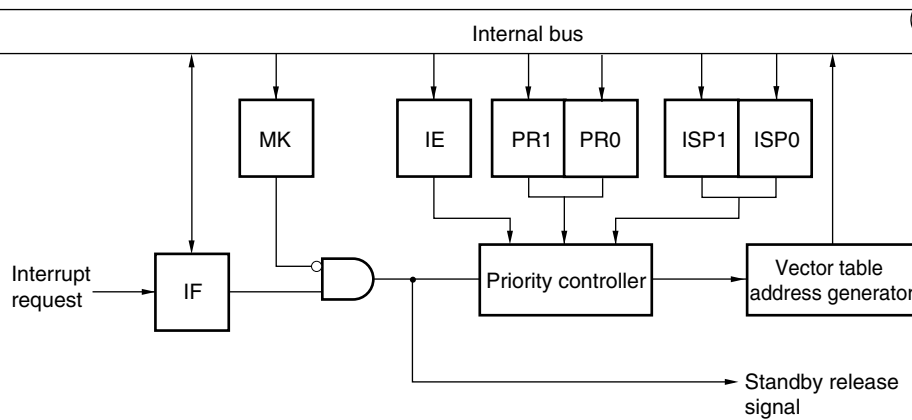 Internal bus
MK
IE
PR1
PR0
ISP1
ISP0
Interrupt
request
IF
Priority controller
Vector table
address generator
Standby release
signal